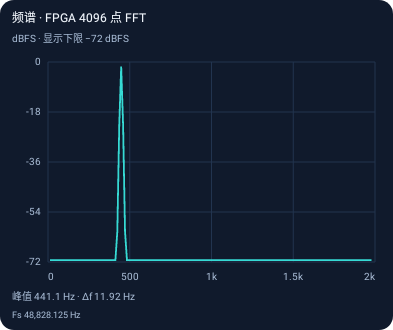 频谱 · FPGA 4096 点 FFT
dBFS · 显示下限 −72 dBFS
0
-18
-36
-54
-72
0 500 1k 1.5k 2k
峰值 441.1 Hz · Δf 11.92 Hz
Fs 48,828.125 Hz